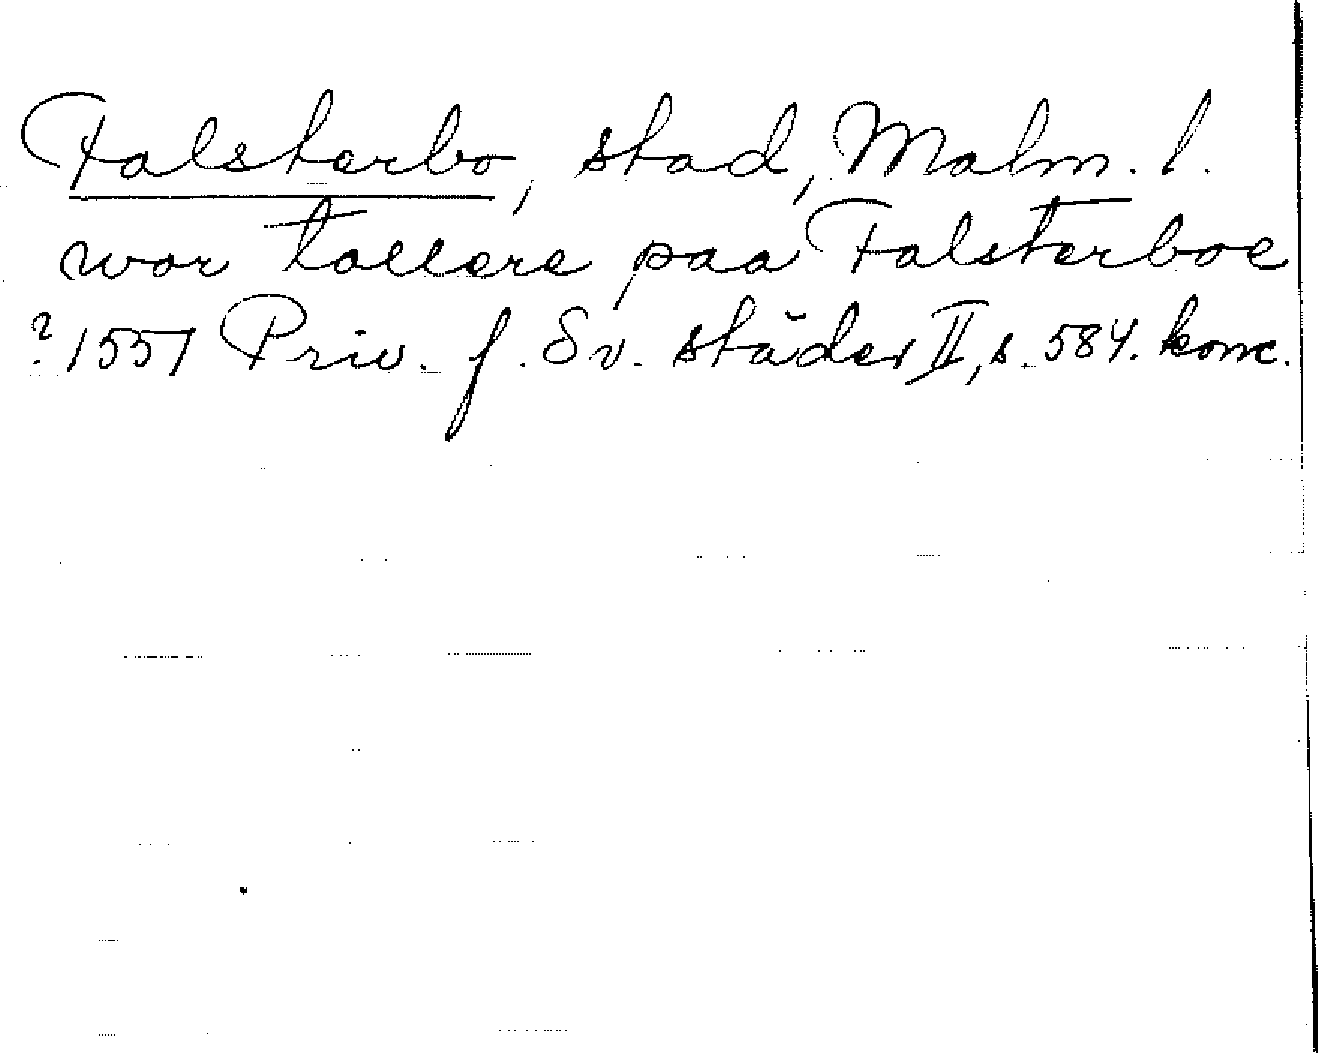 Falsterbo, stad, Malm. l.
wor tollere paa Falsterboe
? 1557 Priv. f. Sv. städer II, s. 584. konc.